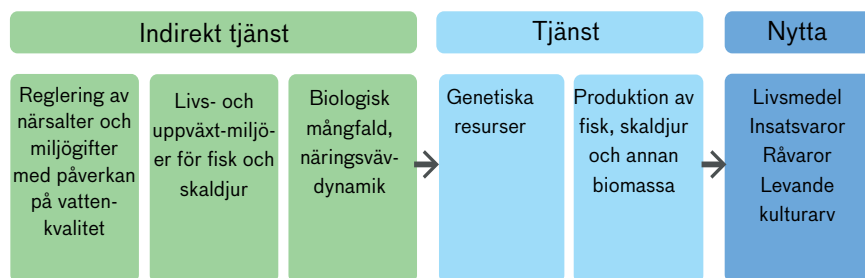 Indirekt tjänst
Tjänst
Nytta
Reglering av
närsalter och
miljögifter
med påverkan
på vatten-
kvalitet
Livs- och
uppväxt-miljö-
er för fisk och
skaldjur
Biologisk
mångfald,
näringsväv-
dynamik
Genetiska
resurser
Produktion av
fisk, skaldjur
och annan
biomassa
Livsmedel
Insatsvaror
Råvaror
Levande
kulturarv